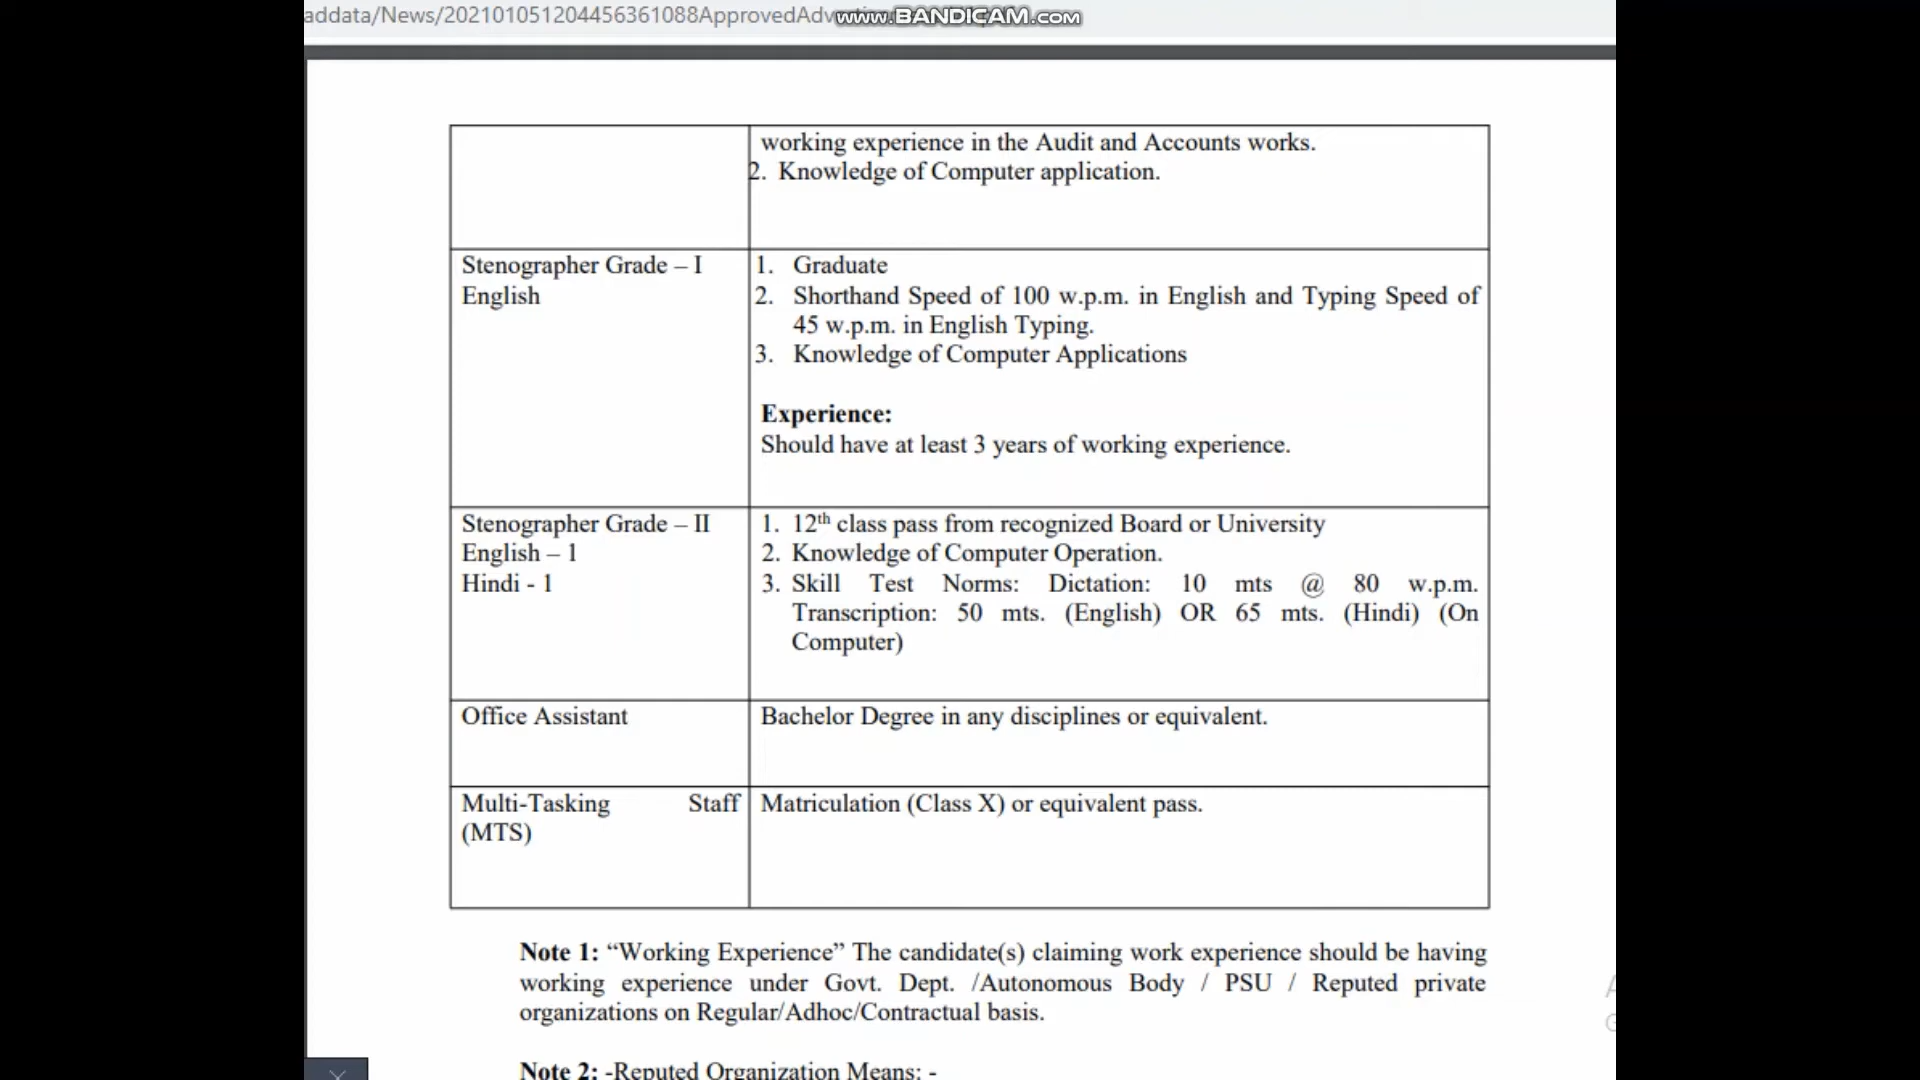 adddata/News/202101051204456361088ApprovedAdv
www.BANDICAM.com
working experience in the Audit and Accounts works.
2. Knowledge of Computer application.
Stenographer Grade – I
English
1. Graduate
2. Shorthand Speed of 100 w.p.m. in English and Typing Speed of
45 w.p.m. in English Typing.
3. Knowledge of Computer Applications
Experience:
Should have at least 3 years of working experience.
Stenographer Grade – II
English – 1
Hindi - 1
1. 12th class pass from recognized Board or University
2. Knowledge of Computer Operation.
3. Skill Test Norms: Dictation: 10 mts @ 80 w.p.m.
Transcription: 50 mts. (English) OR 65 mts. (Hindi) (On
Computer)
Office Assistant
Bachelor Degree in any disciplines or equivalent.
Multi-Tasking Staff
(MTS)
Matriculation (Class X) or equivalent pass.
Note 1: “Working Experience” The candidate(s) claiming work experience should be having
working experience under Govt. Dept. /Autonomous Body / PSU / Reputed private
organizations on Regular/Adhoc/Contractual basis.
Note 2: -Reputed Organization Means: -